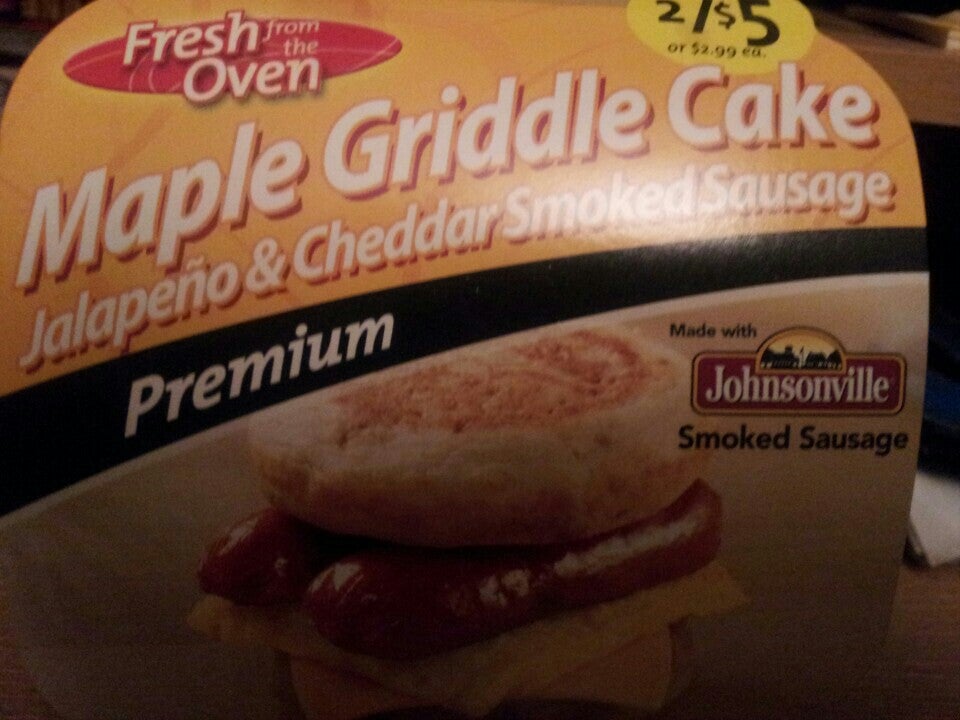 Fresh from the Oven
2/$5
or $2.99 ea.
Maple Griddle Cake
Jalapeño & Cheddar Smoked Sausage
Premium
Made with
Johnsonville
Smoked Sausage